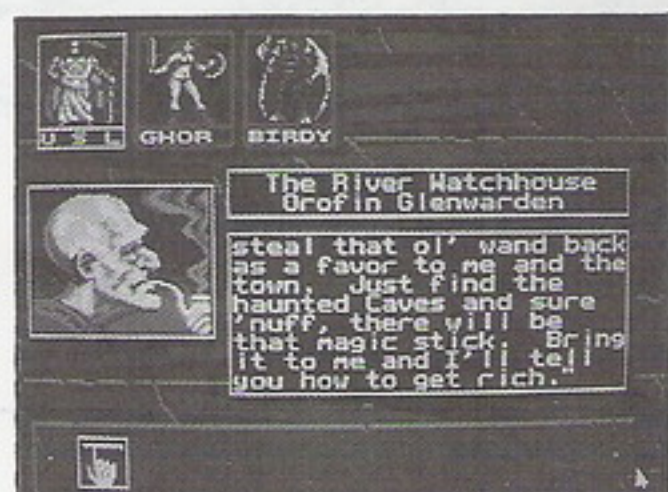 U S L GHOR BIRDY
The River Watchhouse
Orofin Glenwarden
steal that ol' wand back
as a favor to me and the
town. Just find the
haunted Caves and sure
'nuff, there will be
that magic stick. Bring
it to me and I'll tell
you how to get rich."